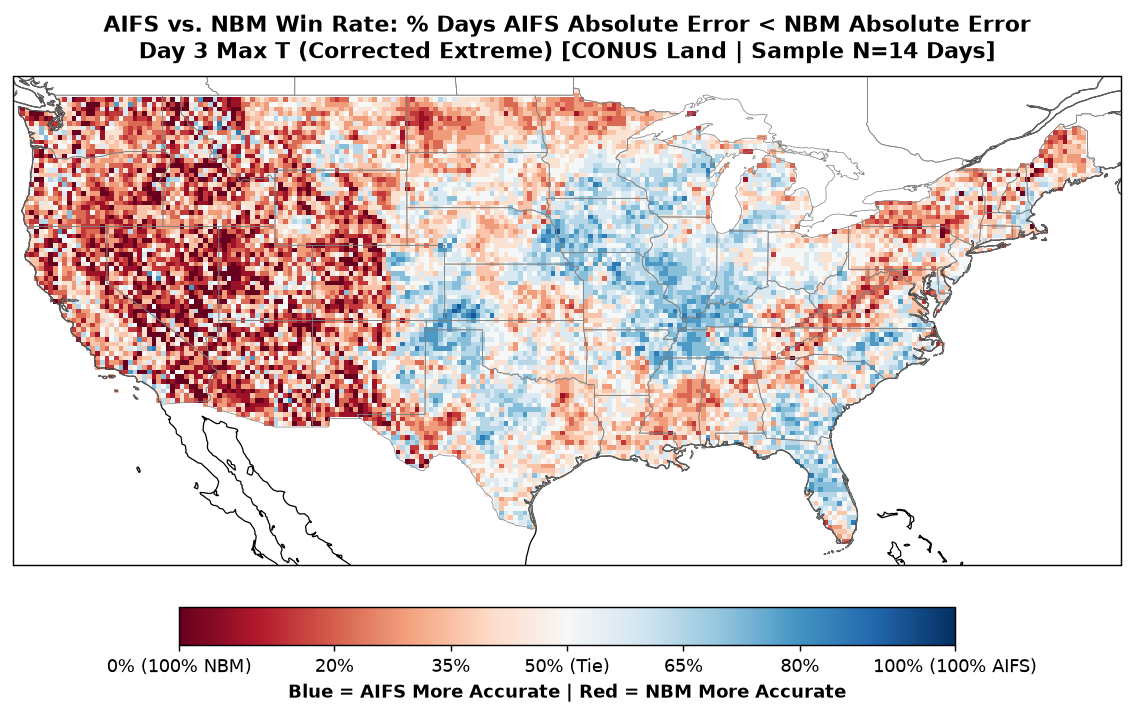 AIFS vs. NBM Win Rate: % Days AIFS Absolute Error < NBM Absolute Error
Day 3 Max T (Corrected Extreme) [CONUS Land | Sample N=14 Days]
0% (100% NBM) 20% 35% 50% (Tie) 65% 80% 100% (100% AIFS)
Blue = AIFS More Accurate | Red = NBM More Accurate